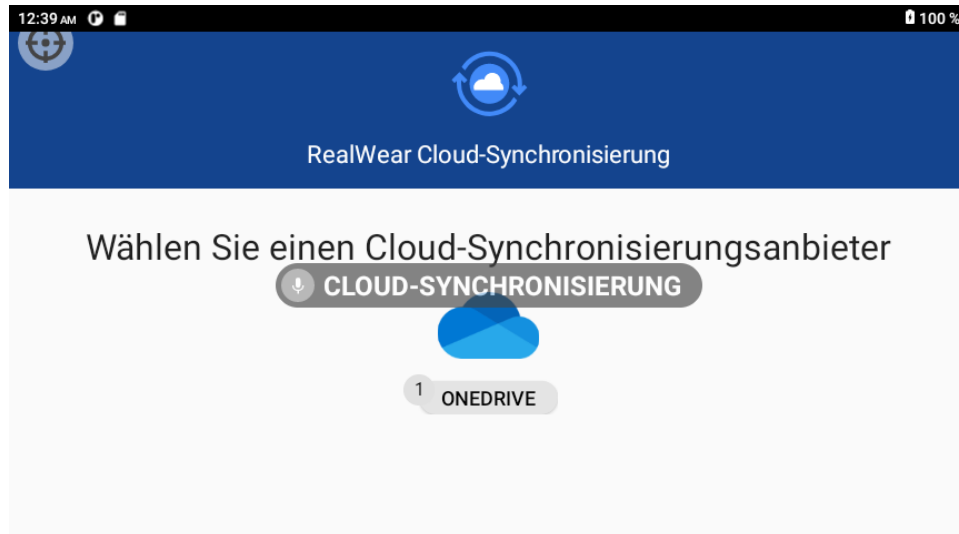 12:39 AM
100 %
RealWear Cloud-Synchronisierung
Wählen Sie einen Cloud-Synchronisierungsanbieter
CLOUD-SYNCHRONISIERUNG
1
ONEDRIVE